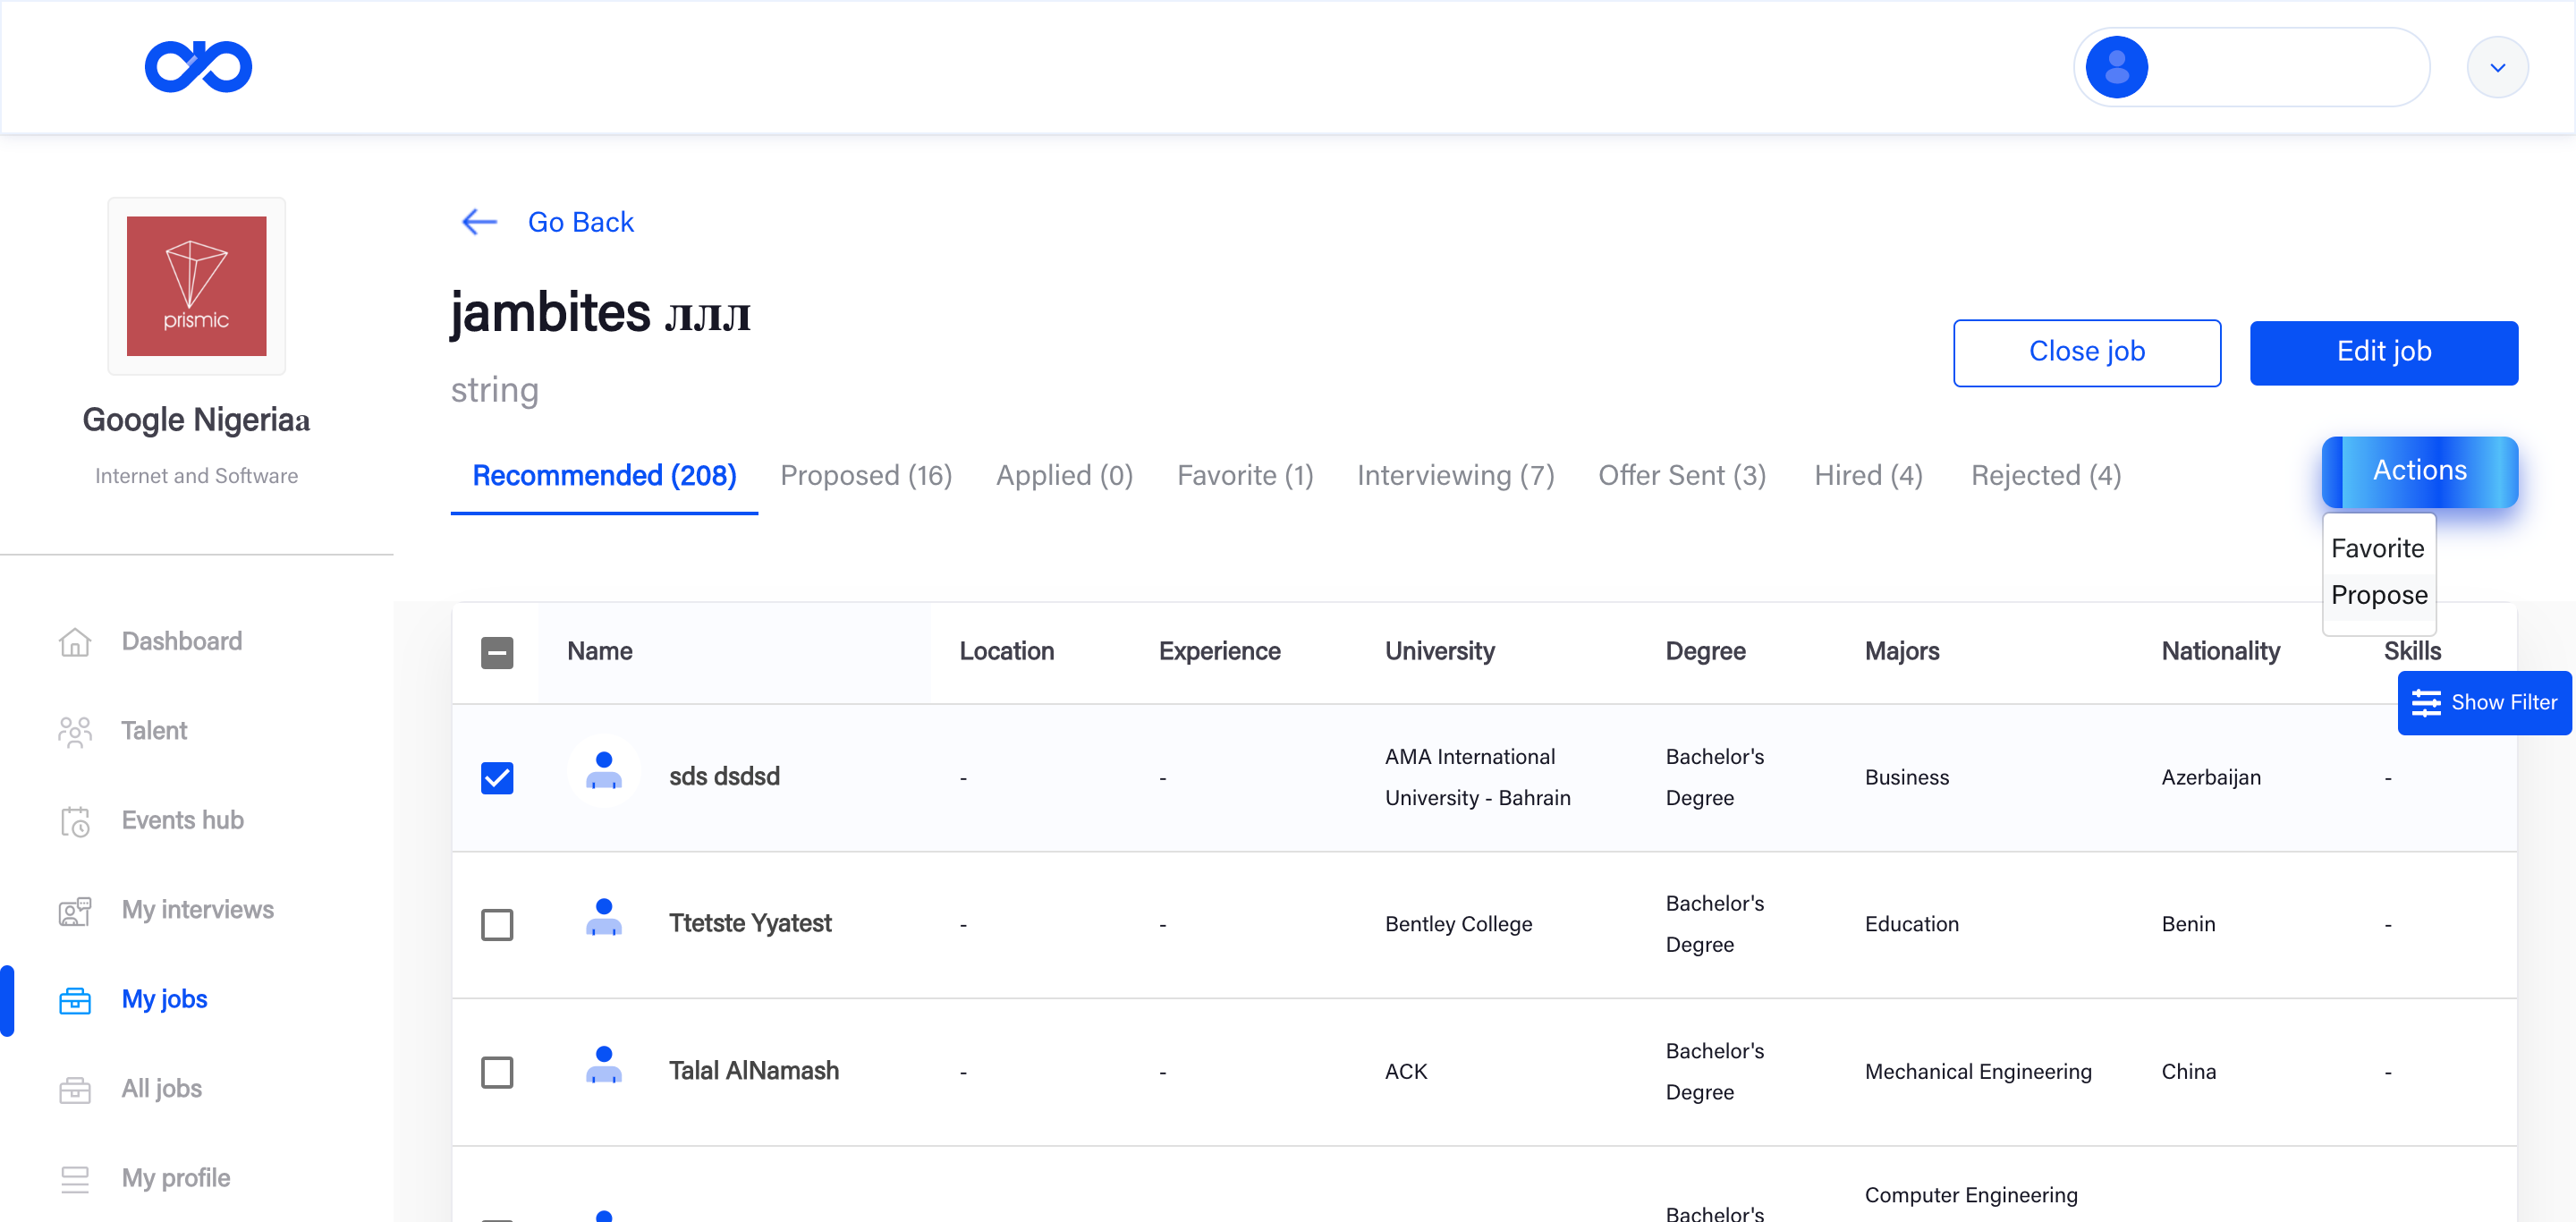 prismic
Google Nigeriaа
Internet and Software
Dashboard
Talent
Events hub
My interviews
My jobs
All jobs
My profile
Go Back
jambites ллл
string
Close job
Edit job
Recommended (208) Proposed (16) Applied (0) Favorite (1) Interviewing (7) Offer Sent (3) Hired (4) Rejected (4)
Actions
Favorite
Propose
Name Location Experience University Degree Majors Nationality Skills
Show Filter
sds dsdsd - - AMA International University - Bahrain Bachelor's Degree Business Azerbaijan -
Ttetste Yyatest - - Bentley College Bachelor's Degree Education Benin -
Talal AlNamash - - ACK Bachelor's Degree Mechanical Engineering China -
Bachelor's Computer Engineering